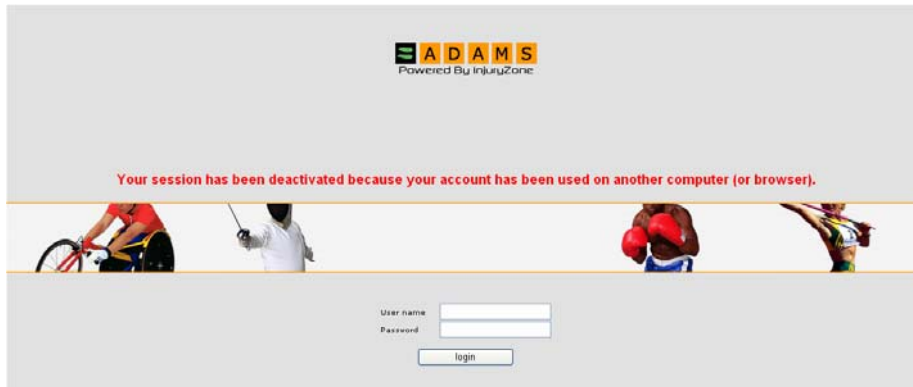 ADAMS
Powered By InjuryZone
Your session has been deactivated because your account has been used on another computer (or browser).
User name
Password
login